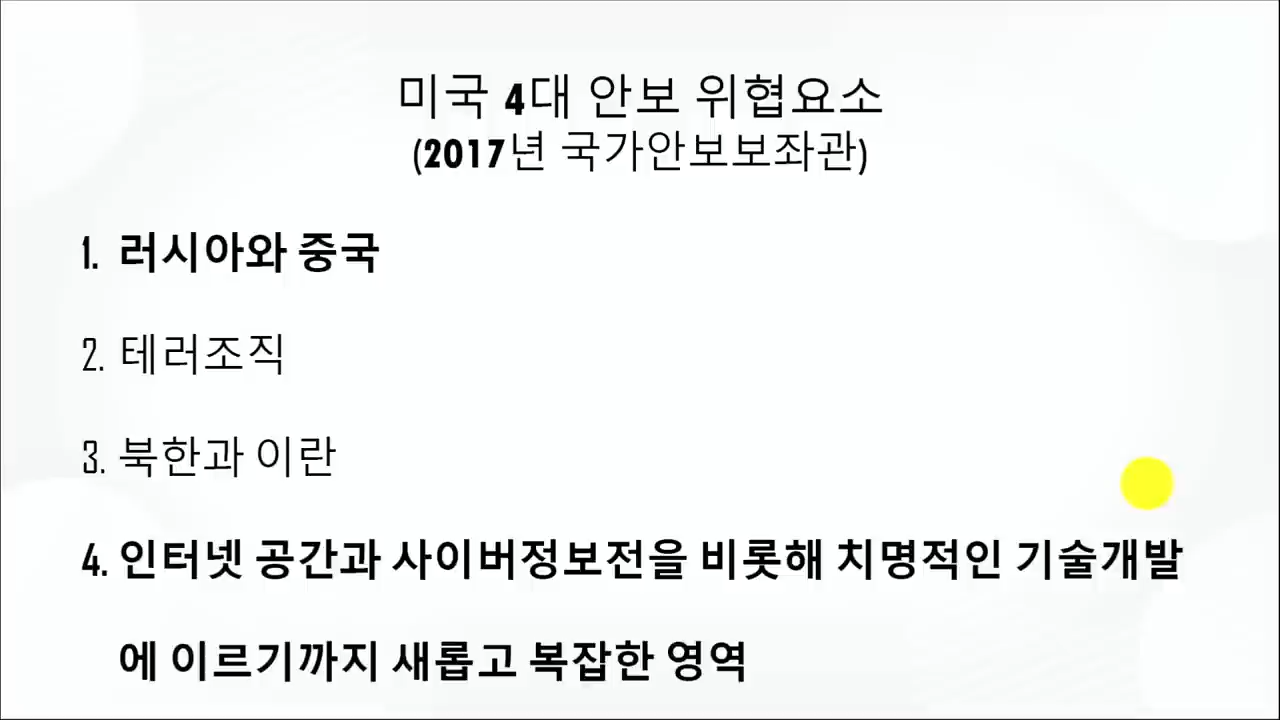 미국 4대 안보 위협요소
(2017년 국가안보보좌관)
1. 러시아와 중국
2. 테러조직
3. 북한과 이란
4. 인터넷 공간과 사이버정보전을 비롯해 치명적인 기술개발
에 이르기까지 새롭고 복잡한 영역